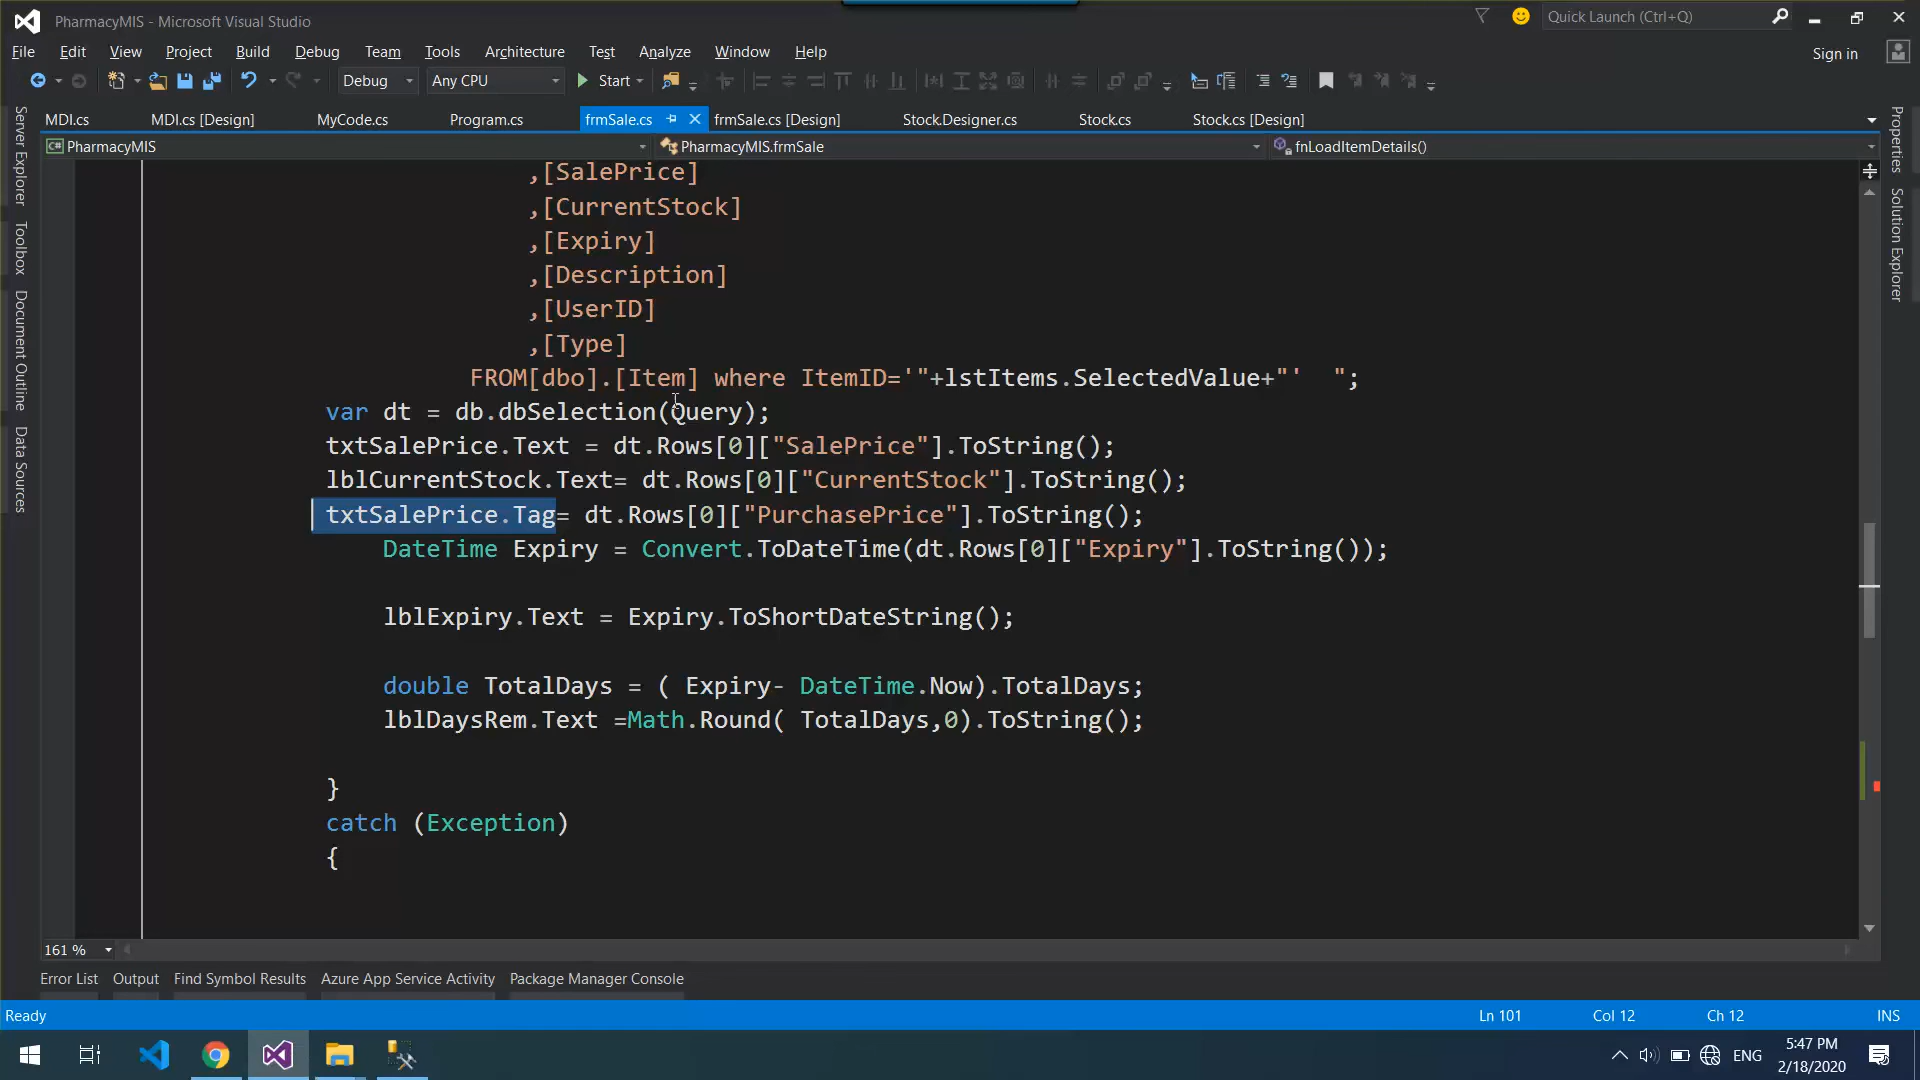 PharmacyMIS - Microsoft Visual Studio
Quick Launch (Ctrl+Q)
File Edit View Project Build Debug Team Tools Architecture Test Analyze Window Help
Sign in
Debug Any CPU Start
MDI.cs MDI.cs [Design] MyCode.cs Program.cs frmSale.cs frmSale.cs [Design] Stock.Designer.cs Stock.cs Stock.cs [Design]
C# PharmacyMIS PharmacyMIS.frmSale fnLoadItemDetails()
Server Explorer
Toolbox
Document Outline
Data Sources
Properties
Solution Explorer
,[SalePrice]
,[CurrentStock]
,[Expiry]
,[Description]
,[UserID]
,[Type]
FROM[dbo].[Item] where ItemID='"+lstItems.SelectedValue+"'  ";
var dt = db.dbSelection(Query);
txtSalePrice.Text = dt.Rows[0]["SalePrice"].ToString();
lblCurrentStock.Text= dt.Rows[0]["CurrentStock"].ToString();
txtSalePrice.Tag= dt.Rows[0]["PurchasePrice"].ToString();
DateTime Expiry = Convert.ToDateTime(dt.Rows[0]["Expiry"].ToString());
lblExpiry.Text = Expiry.ToShortDateString();
double TotalDays = ( Expiry- DateTime.Now).TotalDays;
lblDaysRem.Text =Math.Round( TotalDays,0).ToString();
}
catch (Exception)
{
161 %
Error List Output Find Symbol Results Azure App Service Activity Package Manager Console
Ready Ln 101 Col 12 Ch 12 INS
ENG
5:47 PM
2/18/2020